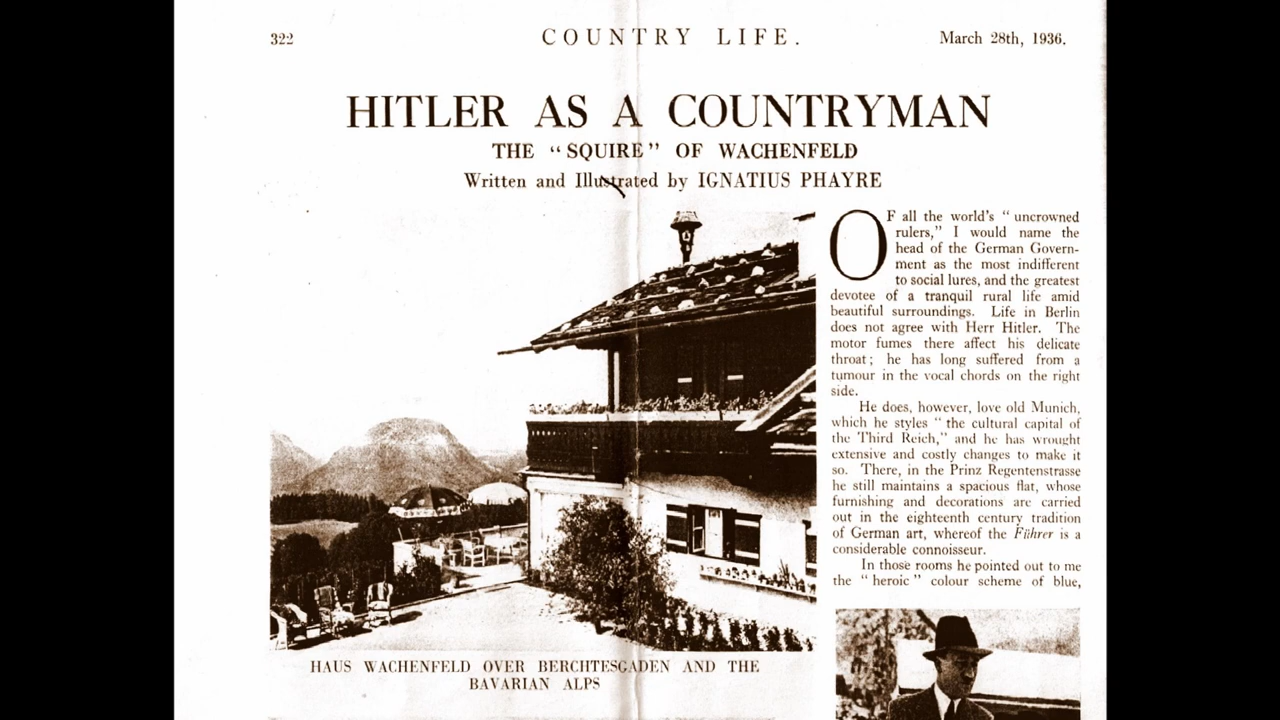 322
COUNTRY LIFE.
March 28th, 1936.
HITLER AS A COUNTRYMAN
THE "SQUIRE" OF WACHENFELD
Written and Illustrated by IGNATIUS PHAYRE
OF all the world's "uncrowned
rulers," I would name the
head of the German Govern-
ment as the most indifferent
to social lures, and the greatest
devotee of a tranquil rural life amid
beautiful surroundings. Life in Berlin
does not agree with Herr Hitler. The
motor fumes there affect his delicate
throat; he has long suffered from a
tumour in the vocal chords on the right
side.
He does, however, love old Munich,
which he styles "the cultural capital of
the Third Reich," and he has wrought
extensive and costly changes to make it
so. There, in the Prinz Regentenstrasse
he still maintains a spacious flat, whose
furnishing and decorations are carried
out in the eighteenth century tradition
of German art, whereof the Führer is a
considerable connoisseur.
In those rooms he pointed out to me
the "heroic" colour scheme of blue,
HAUS WACHENFELD OVER BERCHTESGADEN AND THE
BAVARIAN ALPS